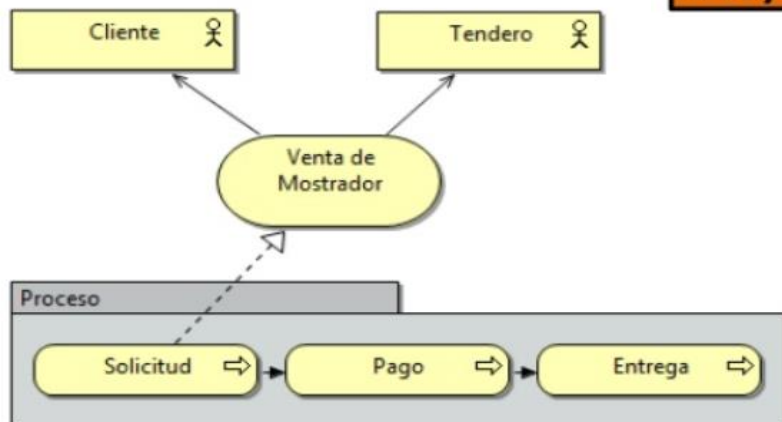 Cliente
Tendero
Venta de
Mostrador
Proceso
Solicitud
Pago
Entrega